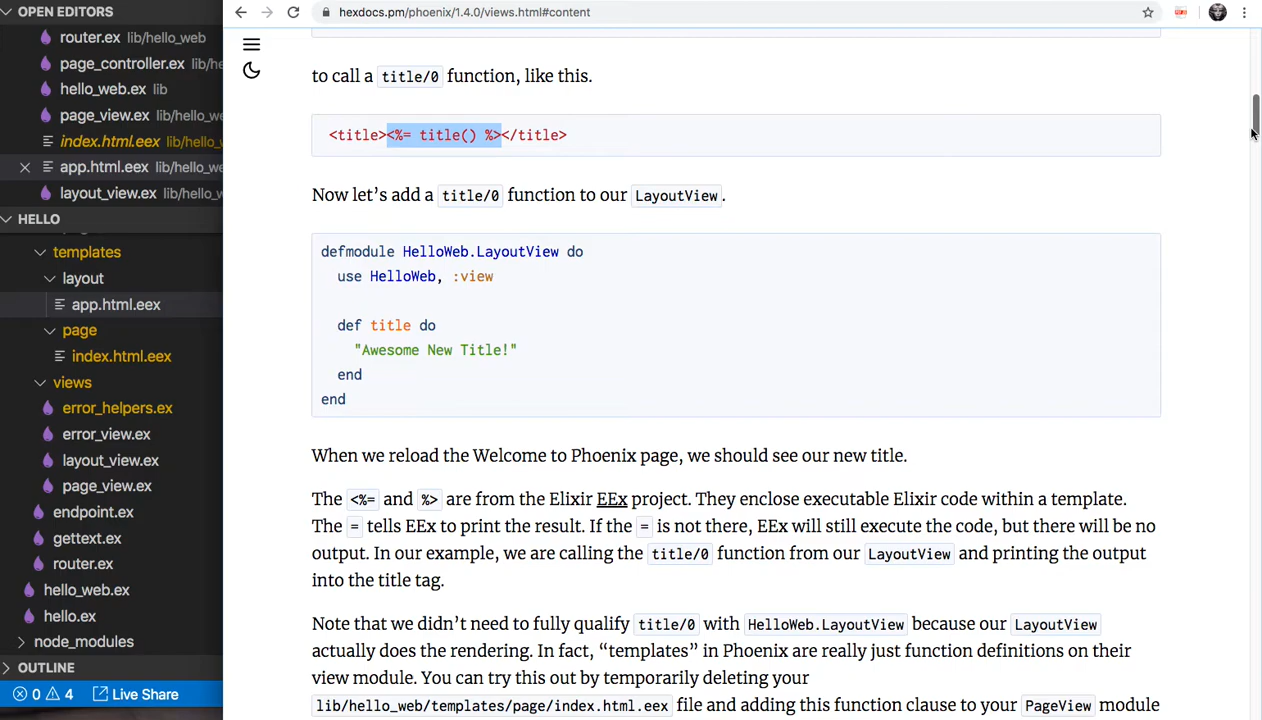 OPEN EDITORS
router.ex lib/hello_web
page_controller.ex lib/he
hello_web.ex lib
page_view.ex lib/hello_w
index.html.eex lib/hello_
app.html.eex lib/hello_we
layout_view.ex lib/hello_w
HELLO
templates
layout
app.html.eex
page
index.html.eex
views
error_helpers.ex
error_view.ex
layout_view.ex
page_view.ex
endpoint.ex
gettext.ex
router.ex
hello_web.ex
hello.ex
node_modules
OUTLINE
0 4 Live Share
hexdocs.pm/phoenix/1.4.0/views.html#content
to call a title/0 function, like this.
<title><%= title() %></title>
Now let’s add a title/0 function to our LayoutView.
defmodule HelloWeb.LayoutView do
use HelloWeb, :view
def title do
"Awesome New Title!"
end
end
When we reload the Welcome to Phoenix page, we should see our new title.
The <%= and %> are from the Elixir EEx project. They enclose executable Elixir code within a template.
The = tells EEx to print the result. If the = is not there, EEx will still execute the code, but there will be no
output. In our example, we are calling the title/0 function from our LayoutView and printing the output
into the title tag.
Note that we didn’t need to fully qualify title/0 with HelloWeb.LayoutView because our LayoutView
actually does the rendering. In fact, “templates” in Phoenix are really just function definitions on their
view module. You can try this out by temporarily deleting your
lib/hello_web/templates/page/index.html.eex file and adding this function clause to your PageView module